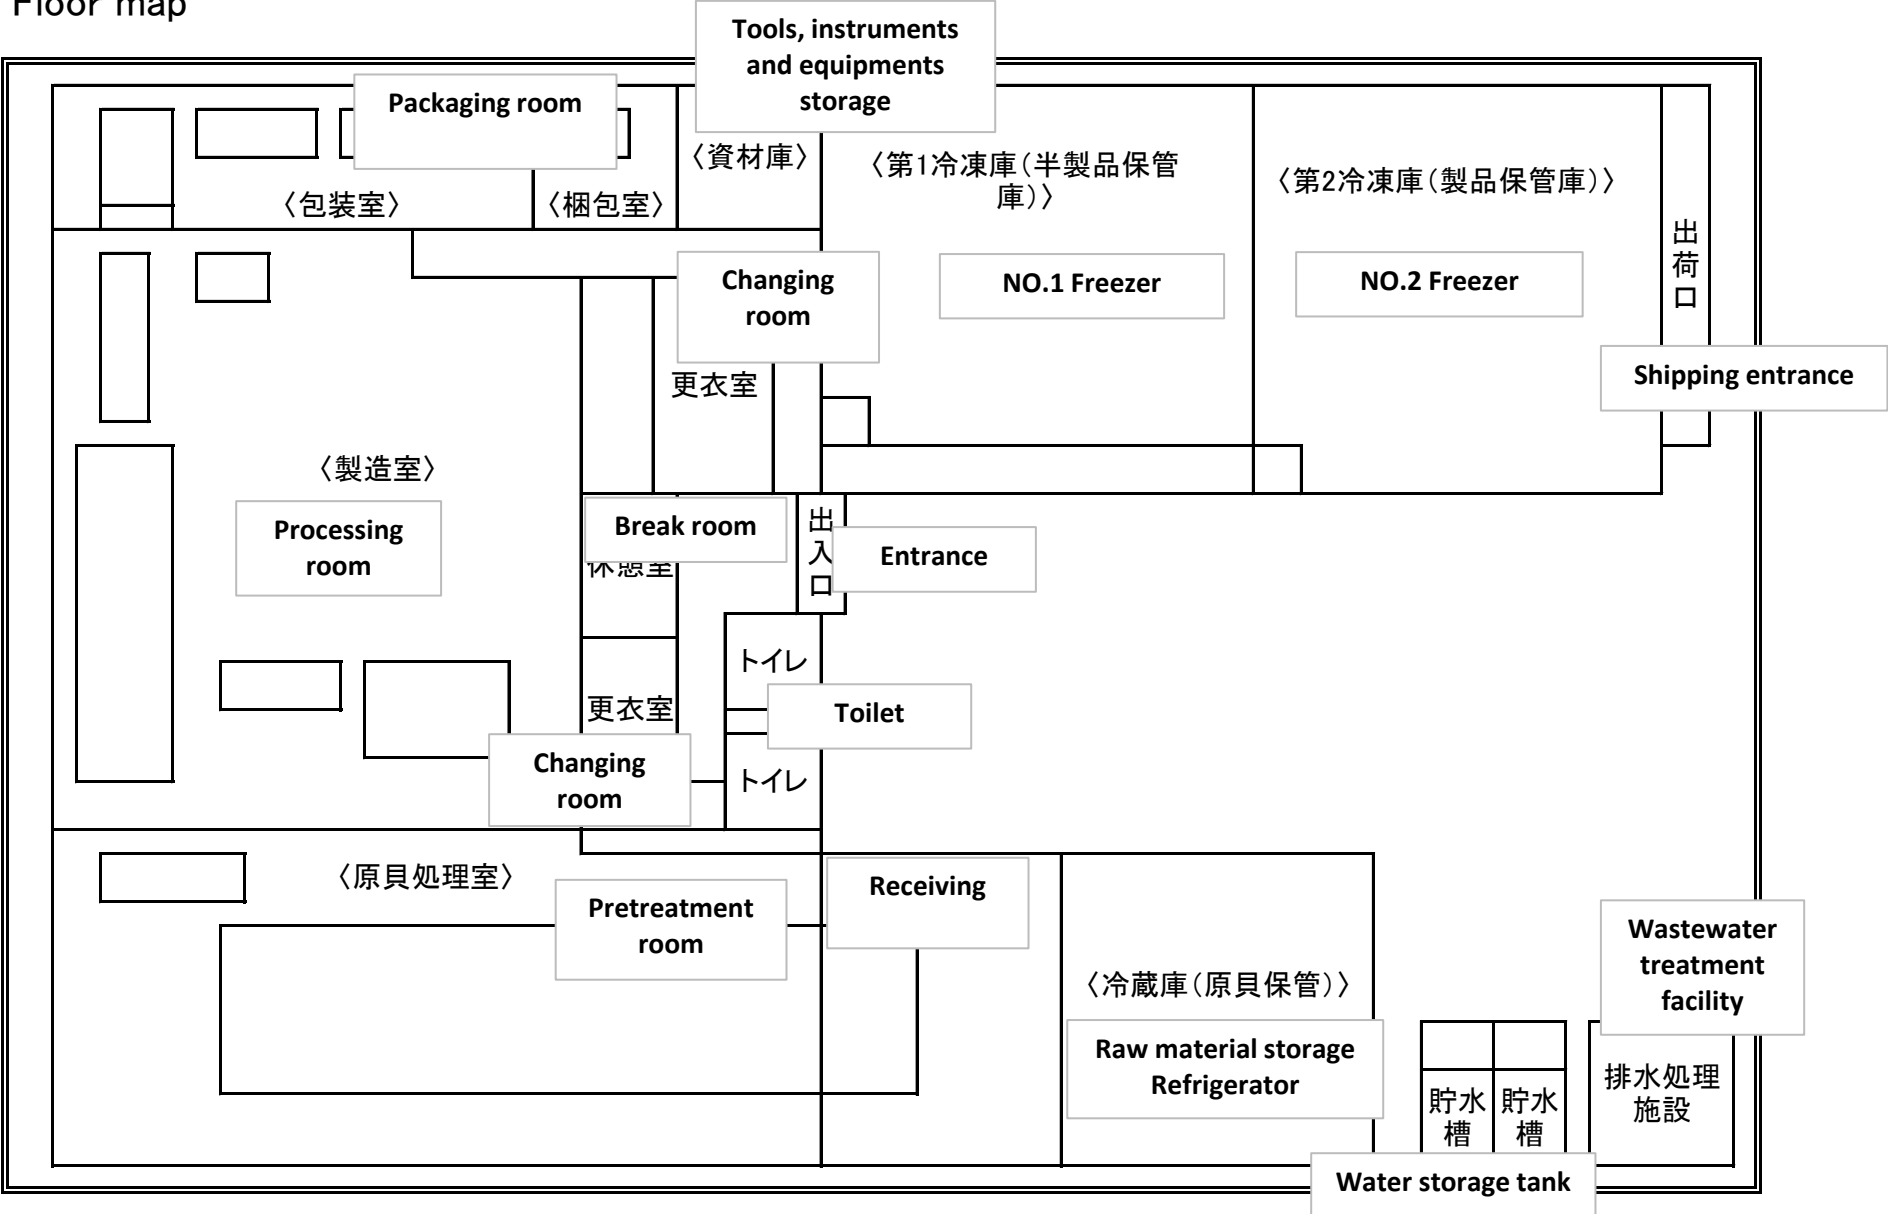 Floor map
Tools, instruments
and equipments
storage
Packaging room
〈資材庫〉
〈第1冷凍庫(半製品保管
庫)〉
〈第2冷凍庫(製品保管庫)〉
〈包装室〉
〈梱包室〉
出荷口
Changing
room
NO.1 Freezer
NO.2 Freezer
Shipping entrance
更衣室
〈製造室〉
Processing
room
Break room
休憩室
出入口
Entrance
トイレ
更衣室
Toilet
Changing
room
トイレ
〈原貝処理室〉
Pretreatment
room
Receiving
〈冷蔵庫(原貝保管)〉
Raw material storage
Refrigerator
Wastewater
treatment
facility
貯水
槽
貯水
槽
排水処理
施設
Water storage tank